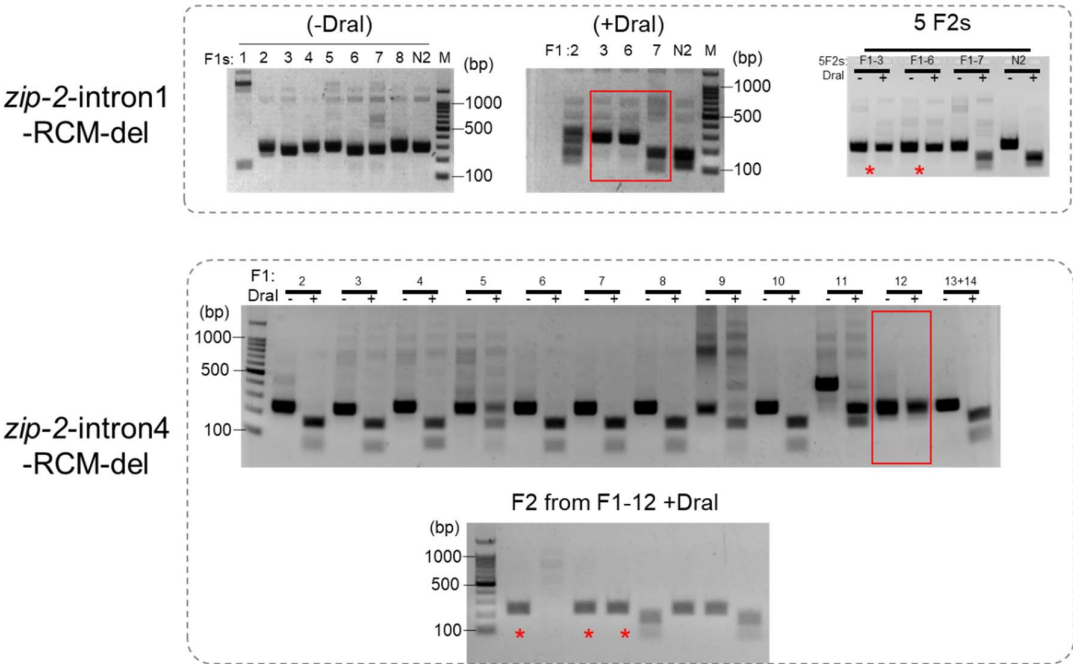 zip-2-intron1
-RCM-del
(-DraI)
F1s: 1 2 3 4 5 6 7 8 N2 M
(bp)
1000
500
100
(+DraI)
F1:2 3 6 7 N2 M
(bp)
1000
500
100
5 F2s
5F2s: F1-3 F1-6 F1-7 N2
DraI - + - + - + - +
* *
zip-2-intron4
-RCM-del
F1: 2 3 4 5 6 7 8 9 10 11 12 13+14
DraI - + - + - + - + - + - + - + - + - + - + - + - +
(bp)
1000
500
100
F2 from F1-12 +DraI
(bp)
1000
500
100
* * *